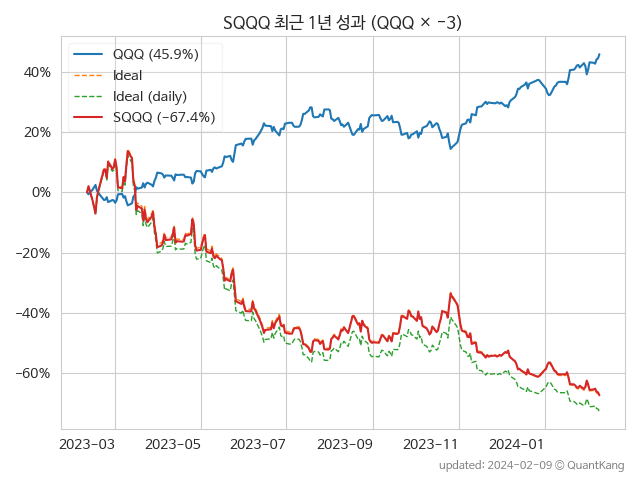 SQQQ 최근 1년 성과 (QQQ × −3)
QQQ (45.9%)
Ideal
Ideal (daily)
SQQQ (−67.4%)
40%
20%
0%
−20%
−40%
−60%
2023-03 2023-05 2023-07 2023-09 2023-11 2024-01
updated: 2024-02-09 © QuantKang